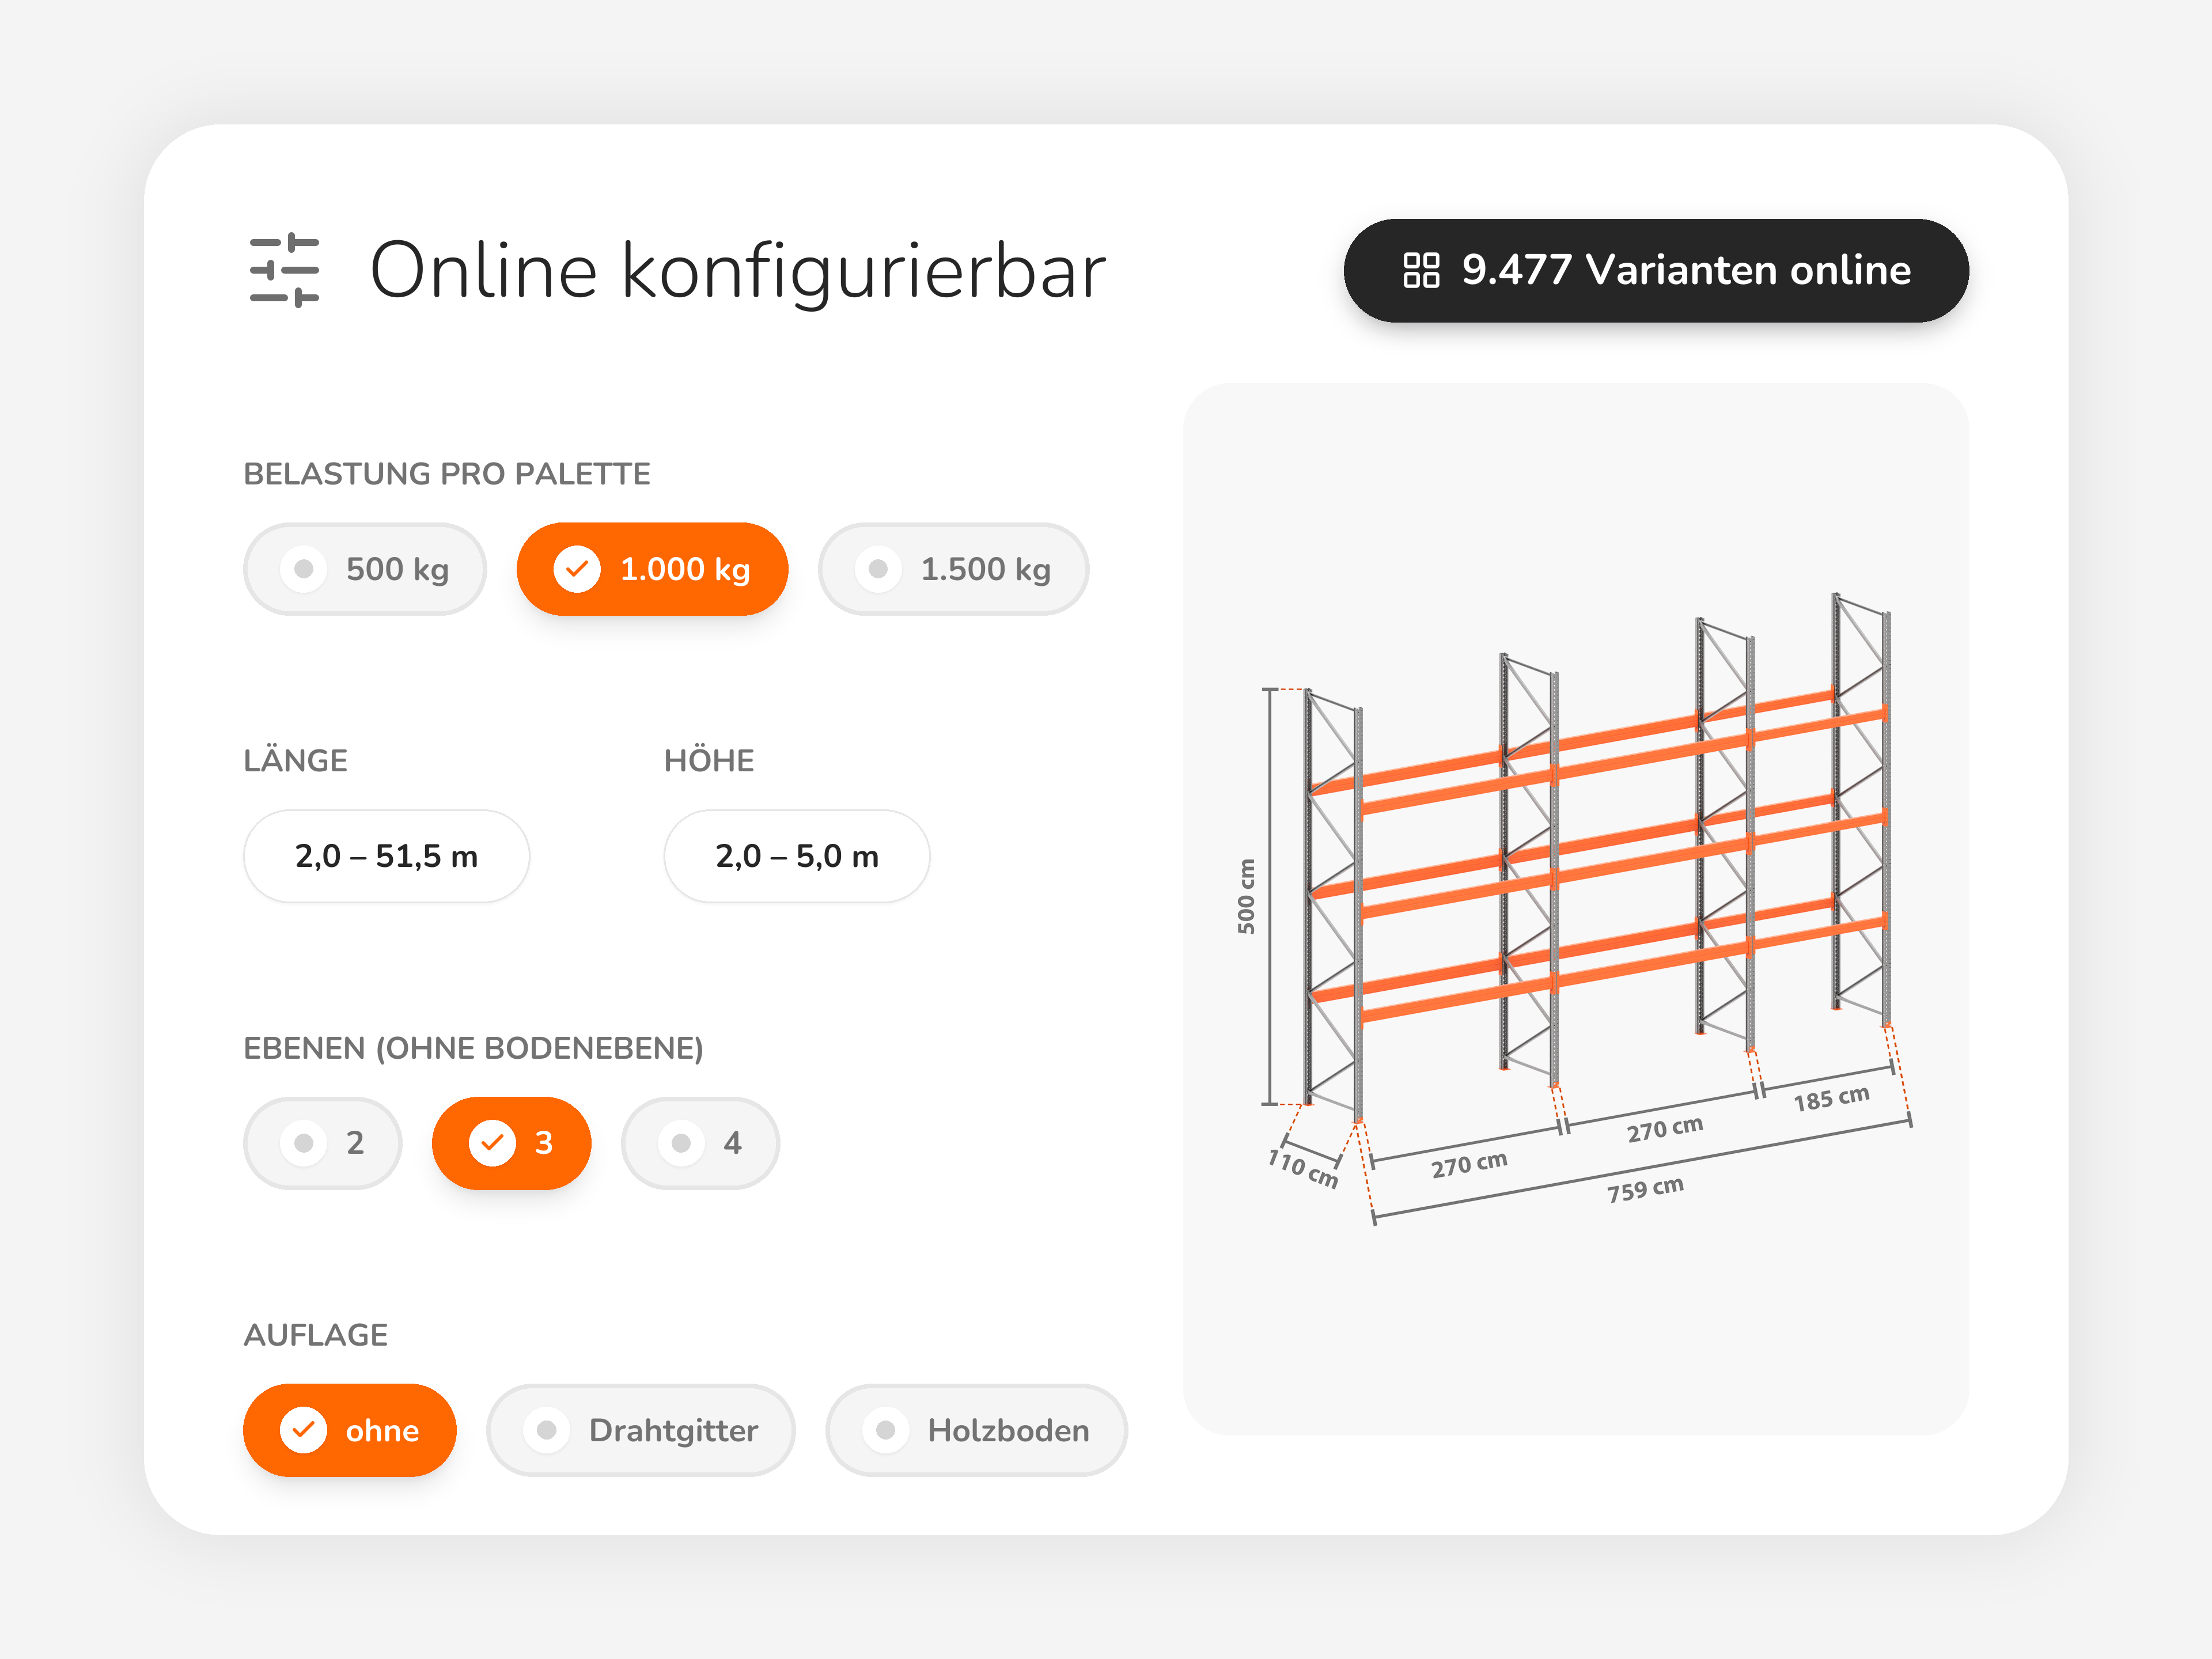 Online konfigurierbar
9.477 Varianten online
BELASTUNG PRO PALETTE
500 kg
1.000 kg
1.500 kg
LÄNGE
HÖHE
2,0 – 51,5 m
2,0 – 5,0 m
EBENEN (OHNE BODENEBENE)
2
3
4
AUFLAGE
ohne
Drahtgitter
Holzboden
500 cm
110 cm
270 cm
270 cm
185 cm
759 cm